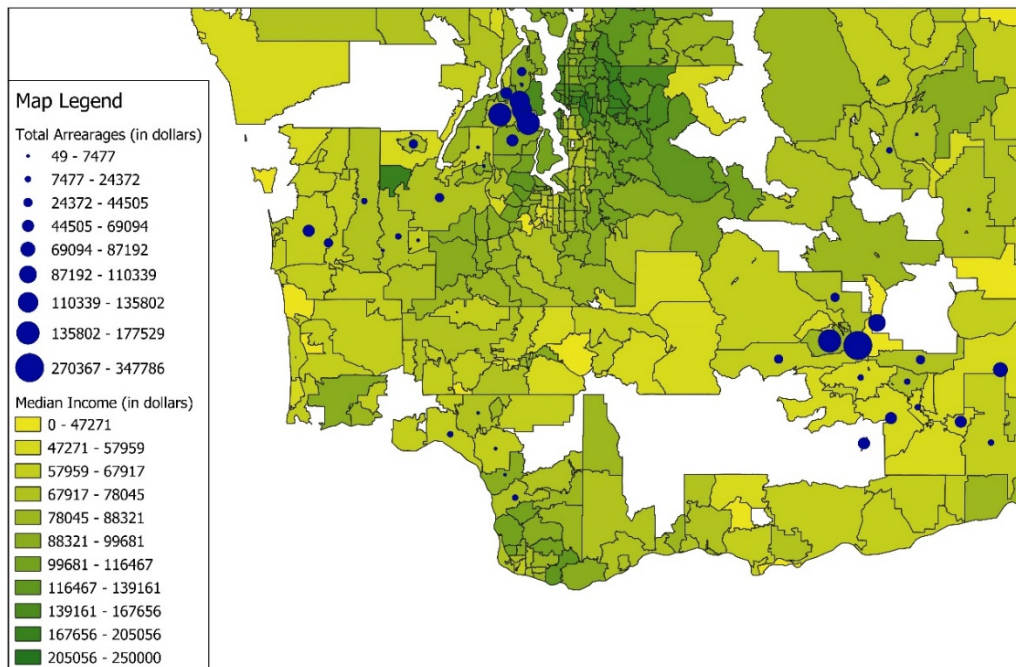 Map Legend
Total Arrearages (in dollars)
49 - 7477
7477 - 24372
24372 - 44505
44505 - 69094
69094 - 87192
87192 - 110339
110339 - 135802
135802 - 177529
270367 - 347786
Median Income (in dollars)
0 - 47271
47271 - 57959
57959 - 67917
67917 - 78045
78045 - 88321
88321 - 99681
99681 - 116467
116467 - 139161
139161 - 167656
167656 - 205056
205056 - 250000